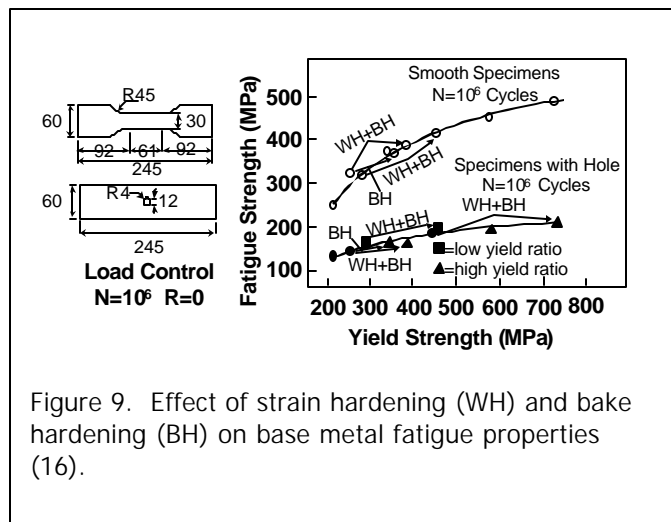 R45
60
30
92 61 92
245
R4
60
12
245
Load Control
N=10⁶ R=0
Fatigue Strength (MPa)
500
400
300
200
100
Smooth Specimens
N=10⁶ Cycles
WH+BH
WH+BH
BH
Specimens with Hole
N=10⁶ Cycles
WH+BH
WH+BH
BH
WH+BH
■=low yield ratio
▲=high yield ratio
200 300 400 500 600 700 800
Yield Strength (MPa)
Figure 9. Effect of strain hardening (WH) and bake
hardening (BH) on base metal fatigue properties
(16).